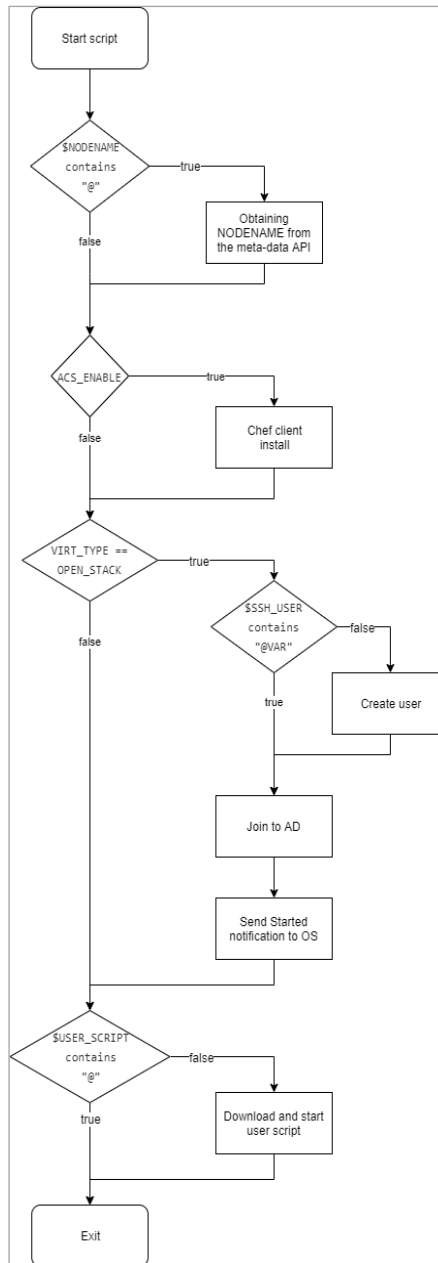 Start script
$NODENAME
contains
"@"
true
Obtaining
NODENAME from
the meta-data API
false
ACS_ENABLE
true
Chef client
install
false
VIRT_TYPE ==
OPEN_STACK
true
$SSH_USER
contains
"@VAR"
false
false
Create user
true
Join to AD
Send Started
notification to OS
$USER_SCRIPT
contains
"@"
false
Download and start
user script
true
Exit